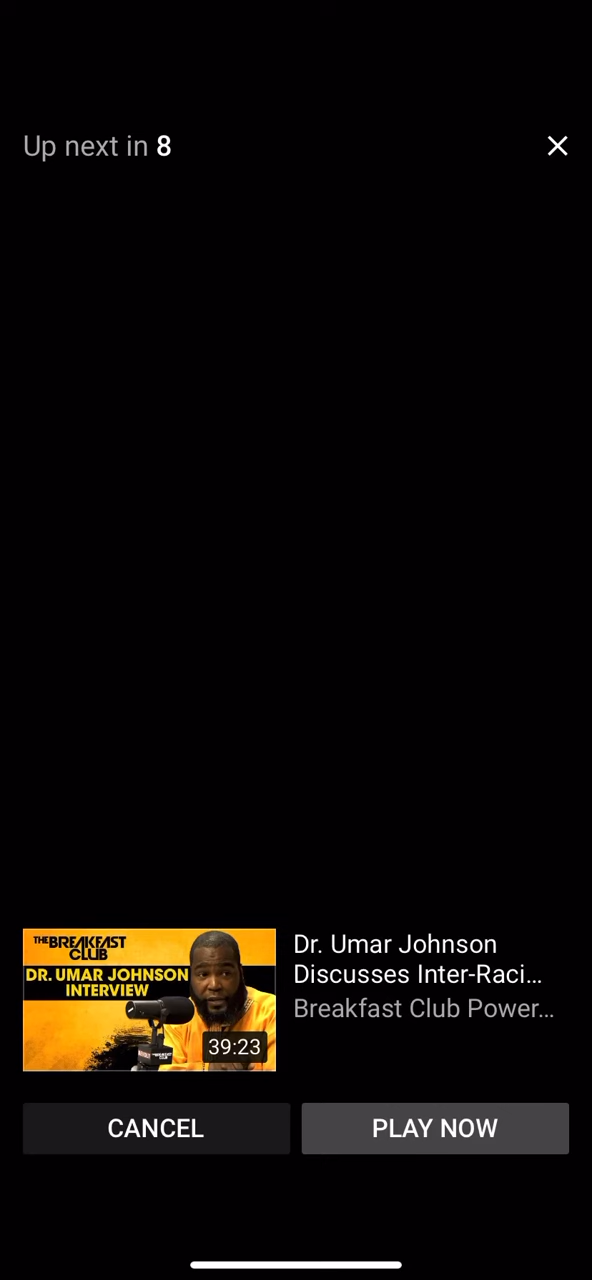 Up next in 8
THE BREAKFAST
CLUB
DR. UMAR JOHNSON
INTERVIEW
39:23
Dr. Umar Johnson
Discusses Inter-Raci...
Breakfast Club Power...
CANCEL
PLAY NOW